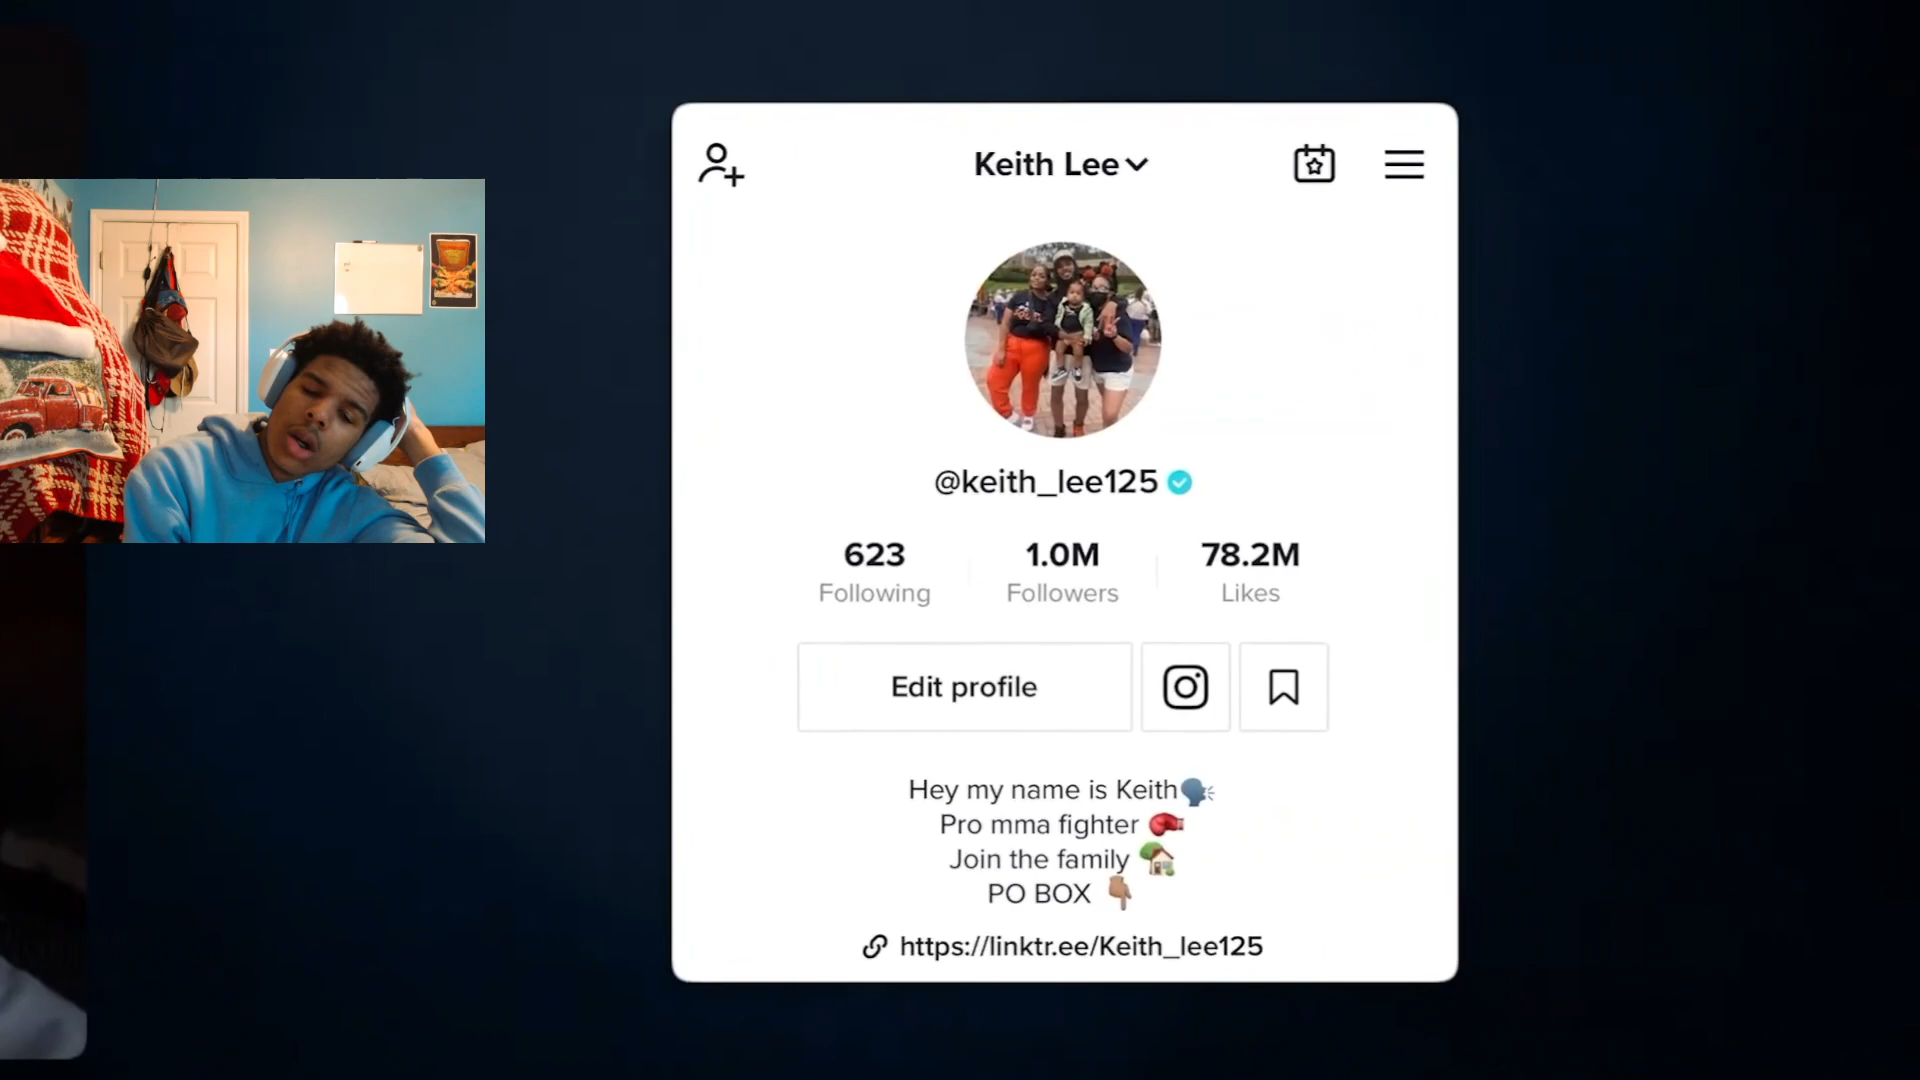 Keith Lee
@keith_lee125
623
Following
1.0M
Followers
78.2M
Likes
Edit profile
Hey my name is Keith🗣️
Pro mma fighter 🥊
Join the family 🏡
PO BOX 👇🏽
https://linktr.ee/Keith_lee125